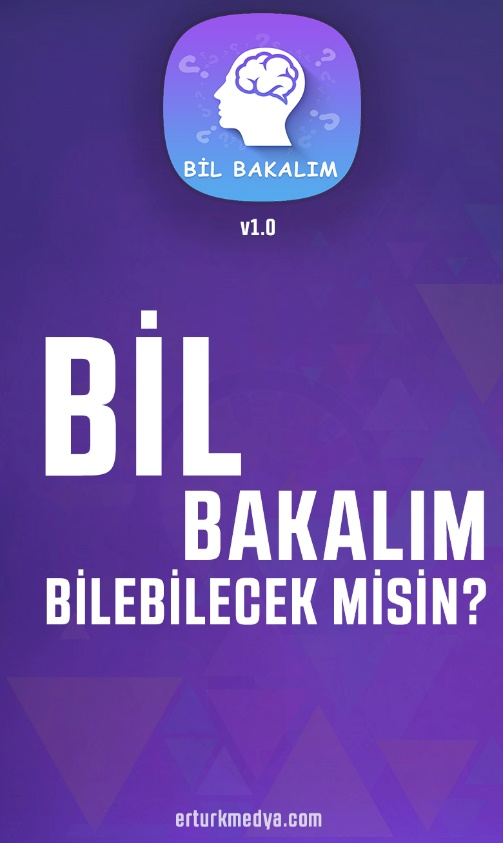 BİL BAKALIM
v1.0
BİL
BAKALIM
BİLEBİLECEK MİSİN?
erturkmedya.com